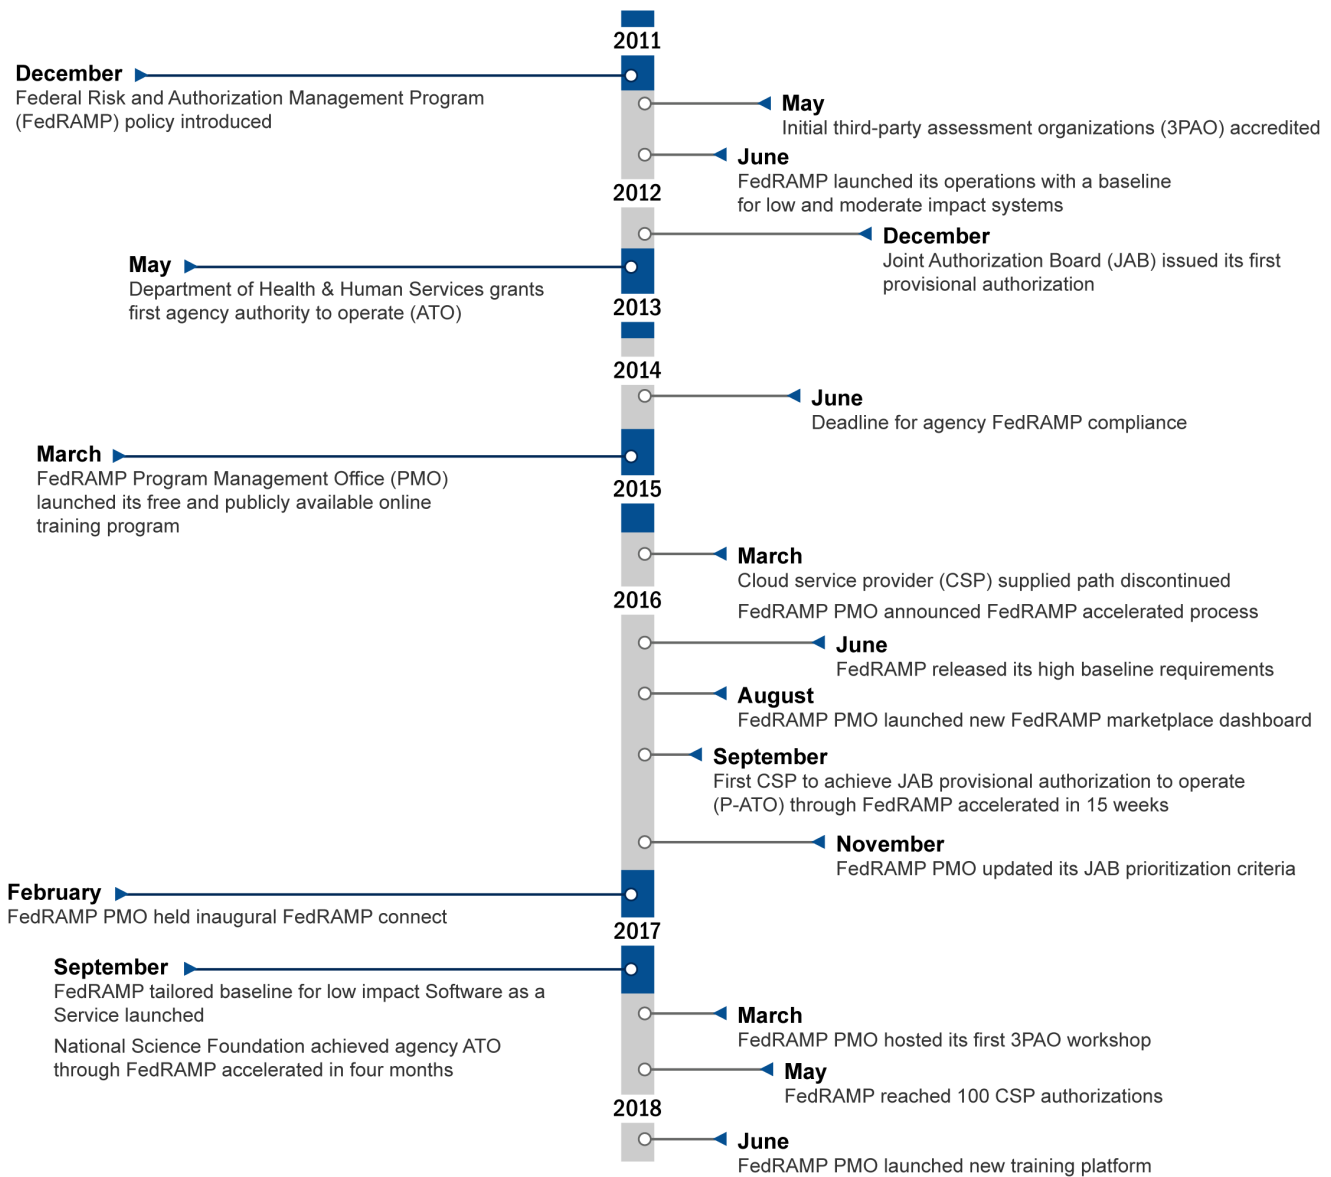 2011
December
Federal Risk and Authorization Management Program
(FedRAMP) policy introduced
May
Initial third-party assessment organizations (3PAO) accredited
June
FedRAMP launched its operations with a baseline
for low and moderate impact systems
2012
December
Joint Authorization Board (JAB) issued its first
provisional authorization
May
Department of Health & Human Services grants
first agency authority to operate (ATO)
2013
2014
June
Deadline for agency FedRAMP compliance
March
FedRAMP Program Management Office (PMO)
launched its free and publicly available online
training program
2015
March
Cloud service provider (CSP) supplied path discontinued
FedRAMP PMO announced FedRAMP accelerated process
2016
June
FedRAMP released its high baseline requirements
August
FedRAMP PMO launched new FedRAMP marketplace dashboard
September
First CSP to achieve JAB provisional authorization to operate
(P-ATO) through FedRAMP accelerated in 15 weeks
November
FedRAMP PMO updated its JAB prioritization criteria
February
FedRAMP PMO held inaugural FedRAMP connect
2017
September
FedRAMP tailored baseline for low impact Software as a
Service launched
National Science Foundation achieved agency ATO
through FedRAMP accelerated in four months
March
FedRAMP PMO hosted its first 3PAO workshop
May
FedRAMP reached 100 CSP authorizations
2018
June
FedRAMP PMO launched new training platform